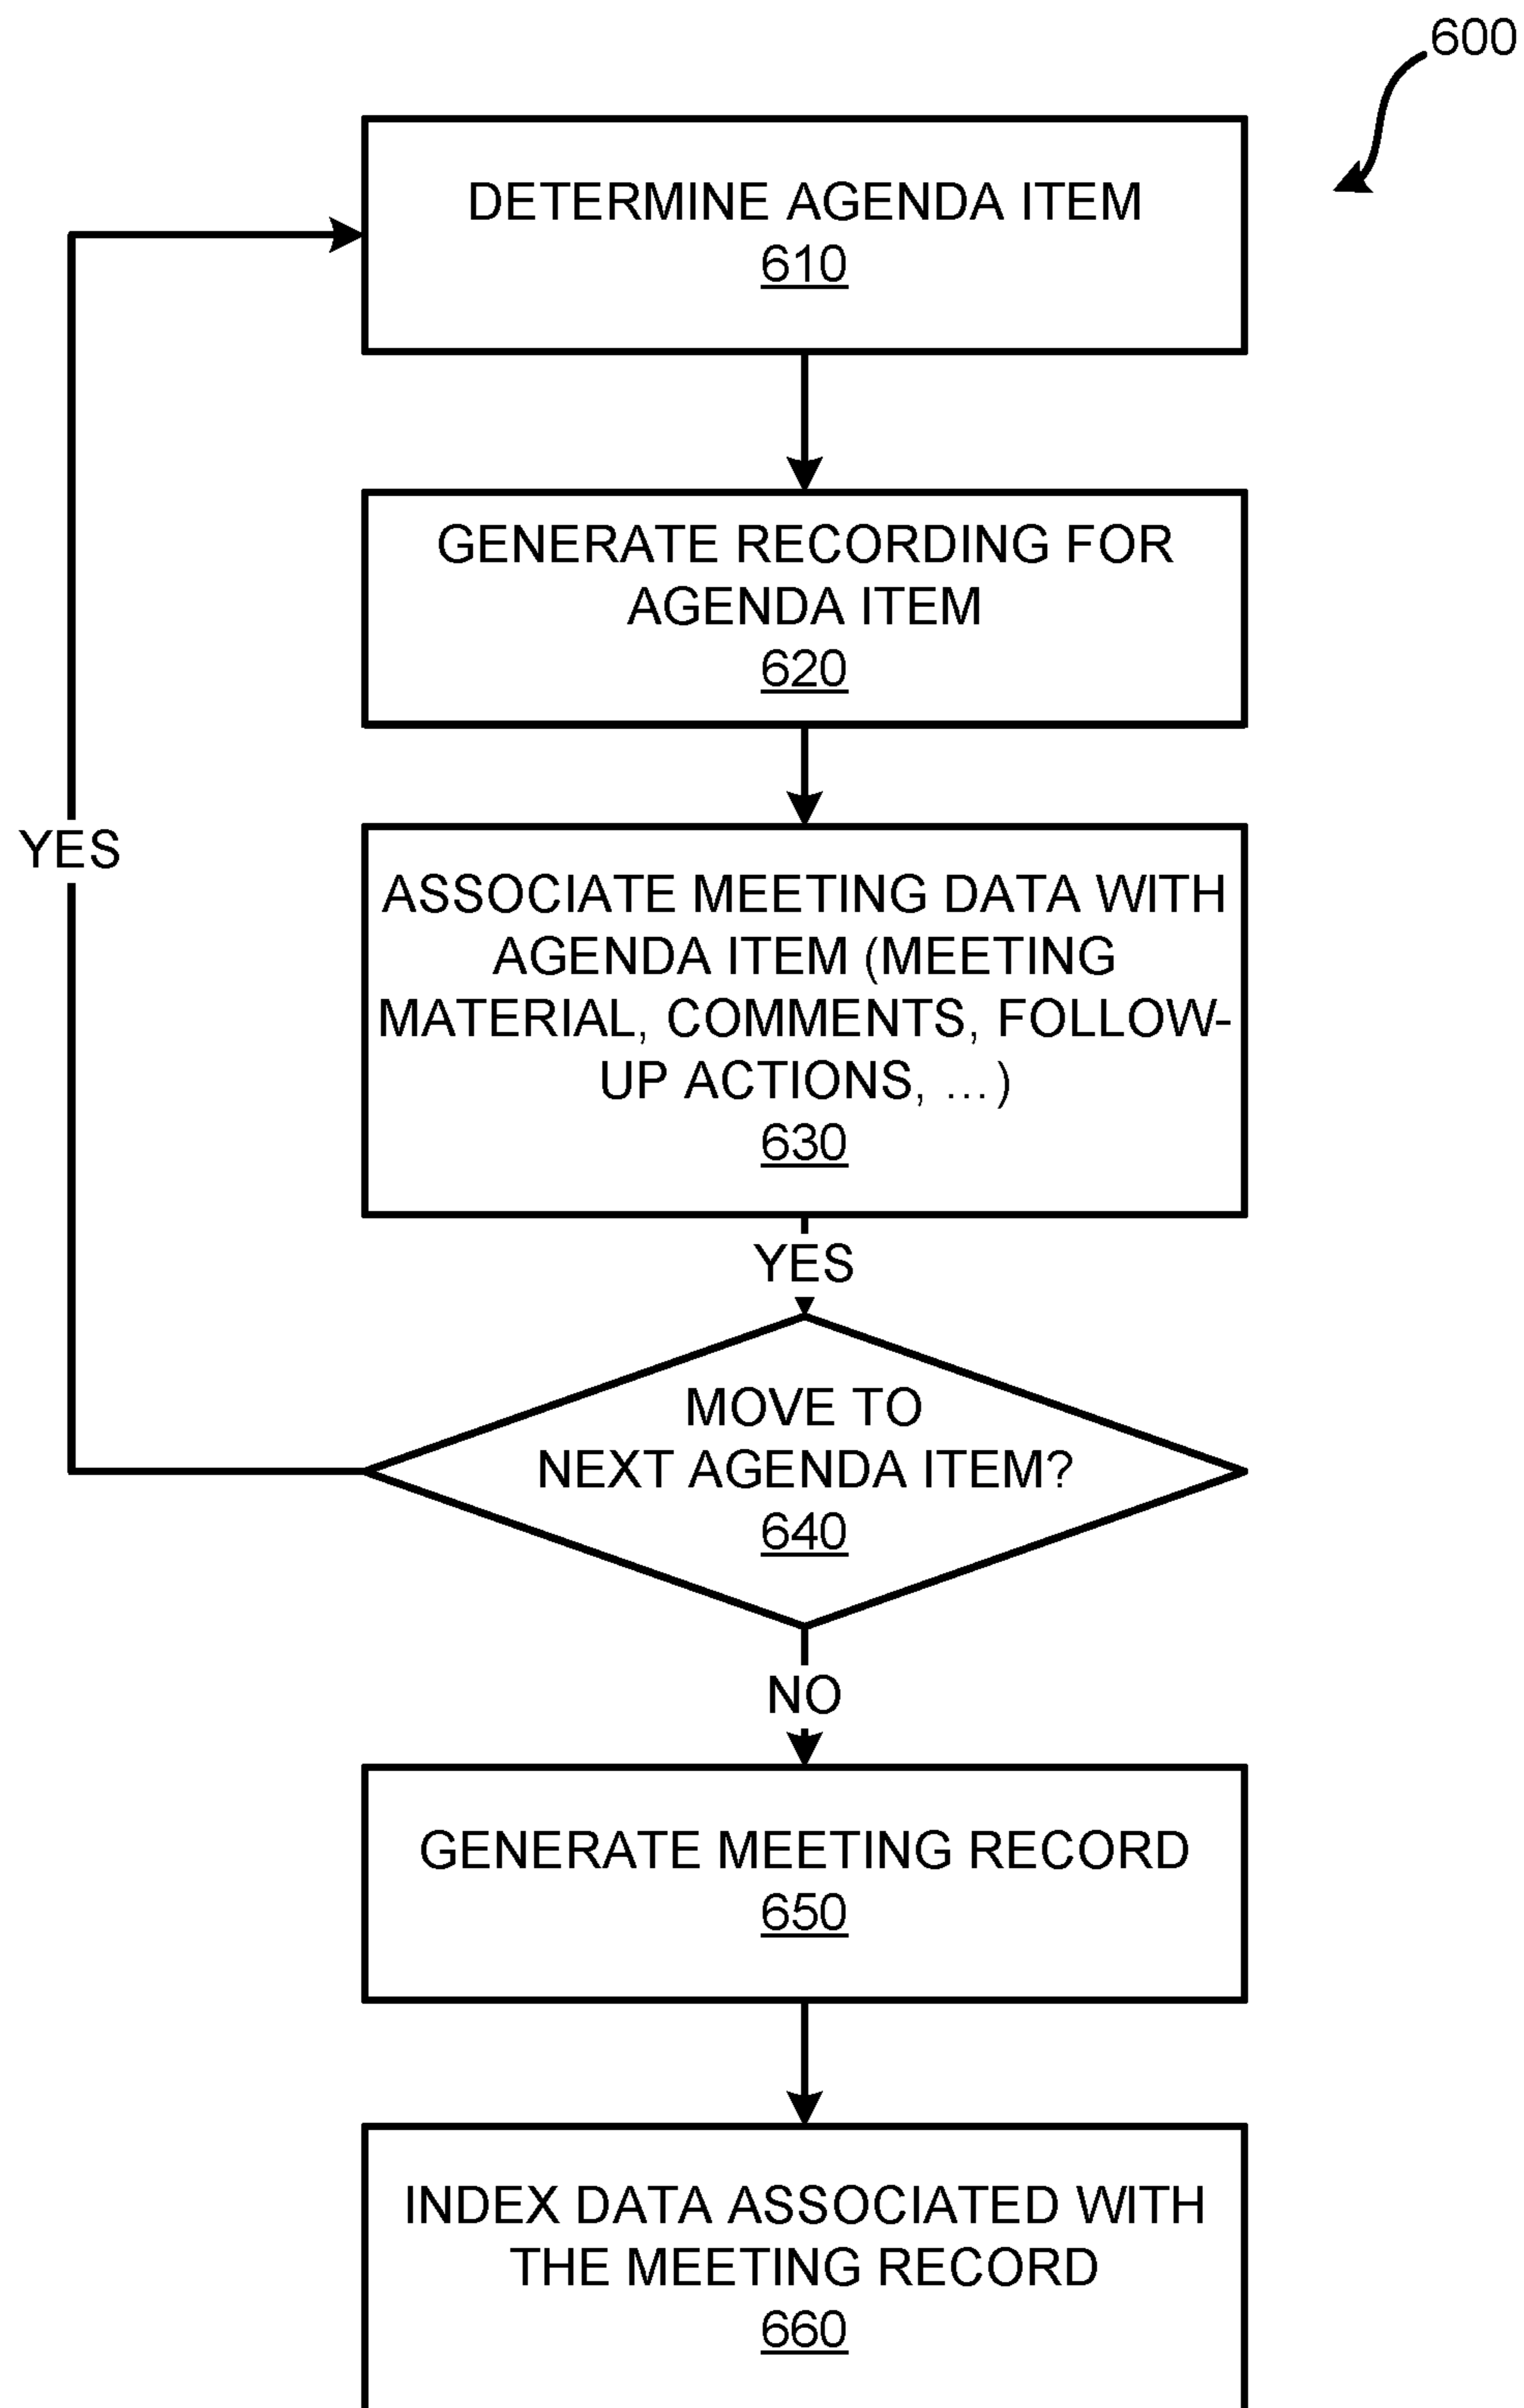 600
DETERMINE AGENDA ITEM
610
GENERATE RECORDING FOR
AGENDA ITEM
620
YES
ASSOCIATE MEETING DATA WITH
AGENDA ITEM (MEETING
MATERIAL, COMMENTS, FOLLOW-
UP ACTIONS, ...)
630
YES
MOVE TO
NEXT AGENDA ITEM?
640
NO
GENERATE MEETING RECORD
650
INDEX DATA ASSOCIATED WITH
THE MEETING RECORD
660